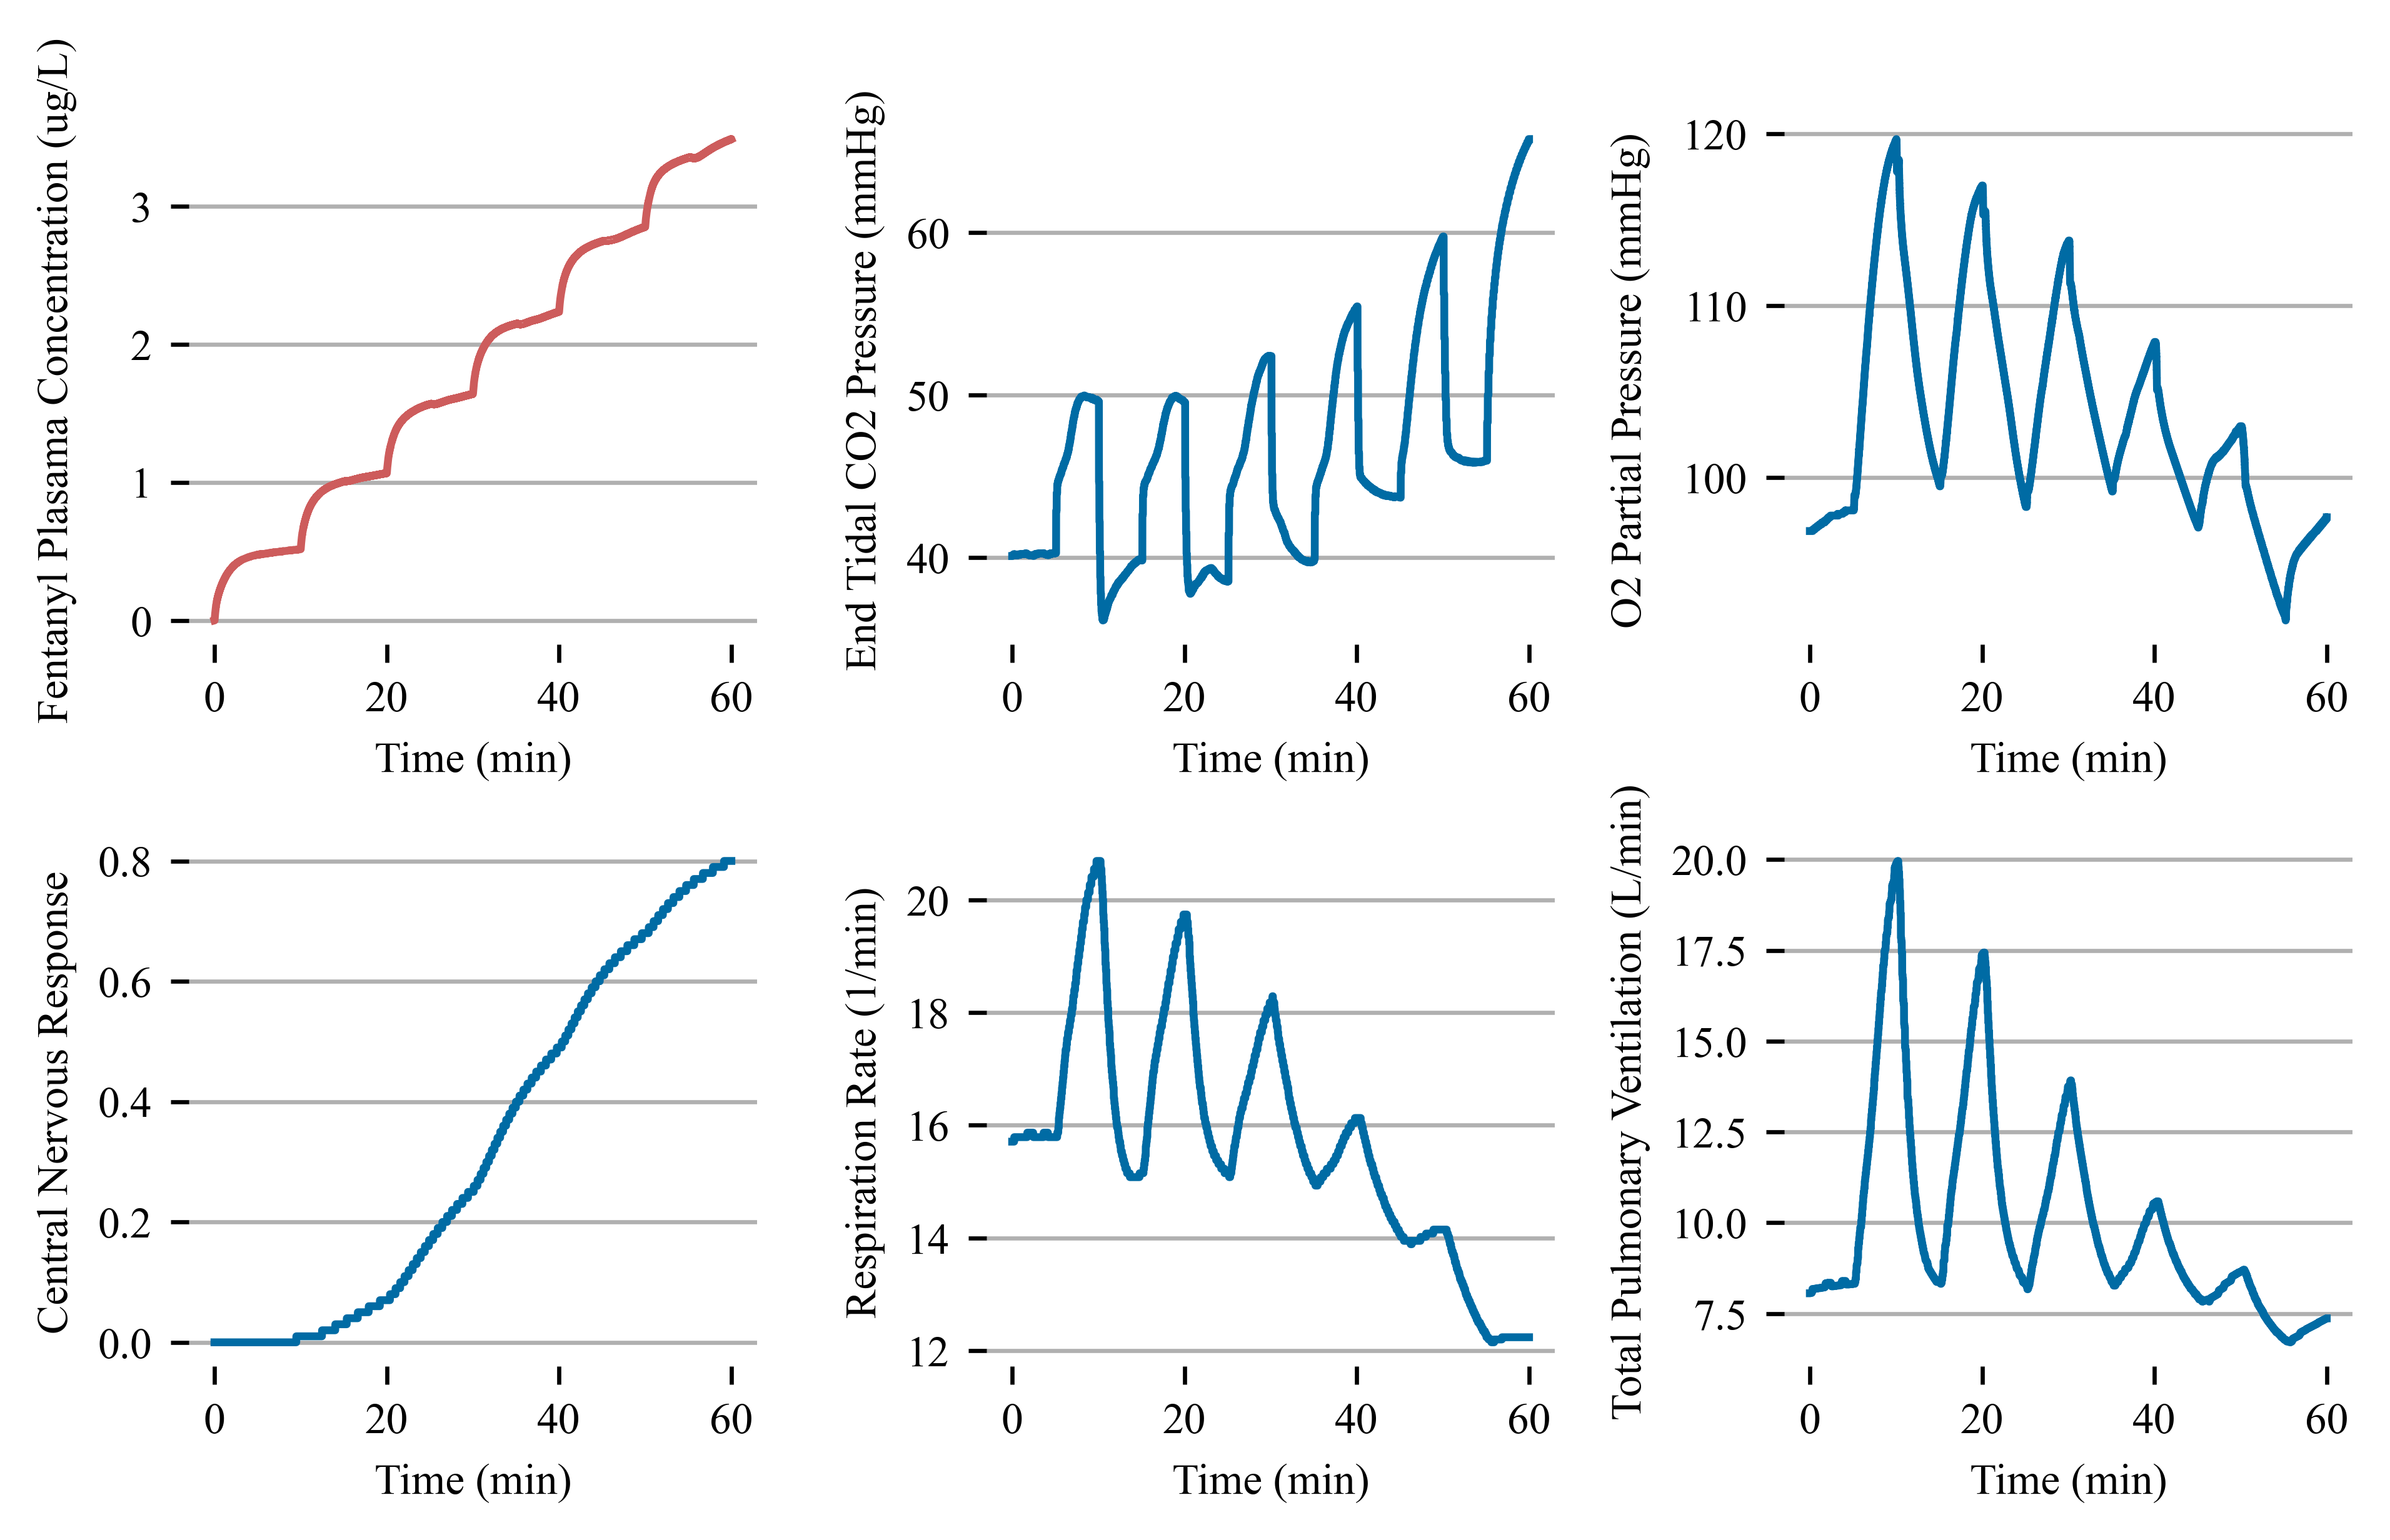 Fentanyl Plasama Concentration (ug/L)
3
2
1
0
0 20 40 60
Time (min)
End Tidal CO2 Pressure (mmHg)
60
50
40
0 20 40 60
Time (min)
O2 Partial Pressure (mmHg)
120
110
100
0 20 40 60
Time (min)
Central Nervous Response
0.8
0.6
0.4
0.2
0.0
0 20 40 60
Time (min)
Respiration Rate (1/min)
20
18
16
14
12
0 20 40 60
Time (min)
Total Pulmonary Ventilation (L/min)
20.0
17.5
15.0
12.5
10.0
7.5
0 20 40 60
Time (min)